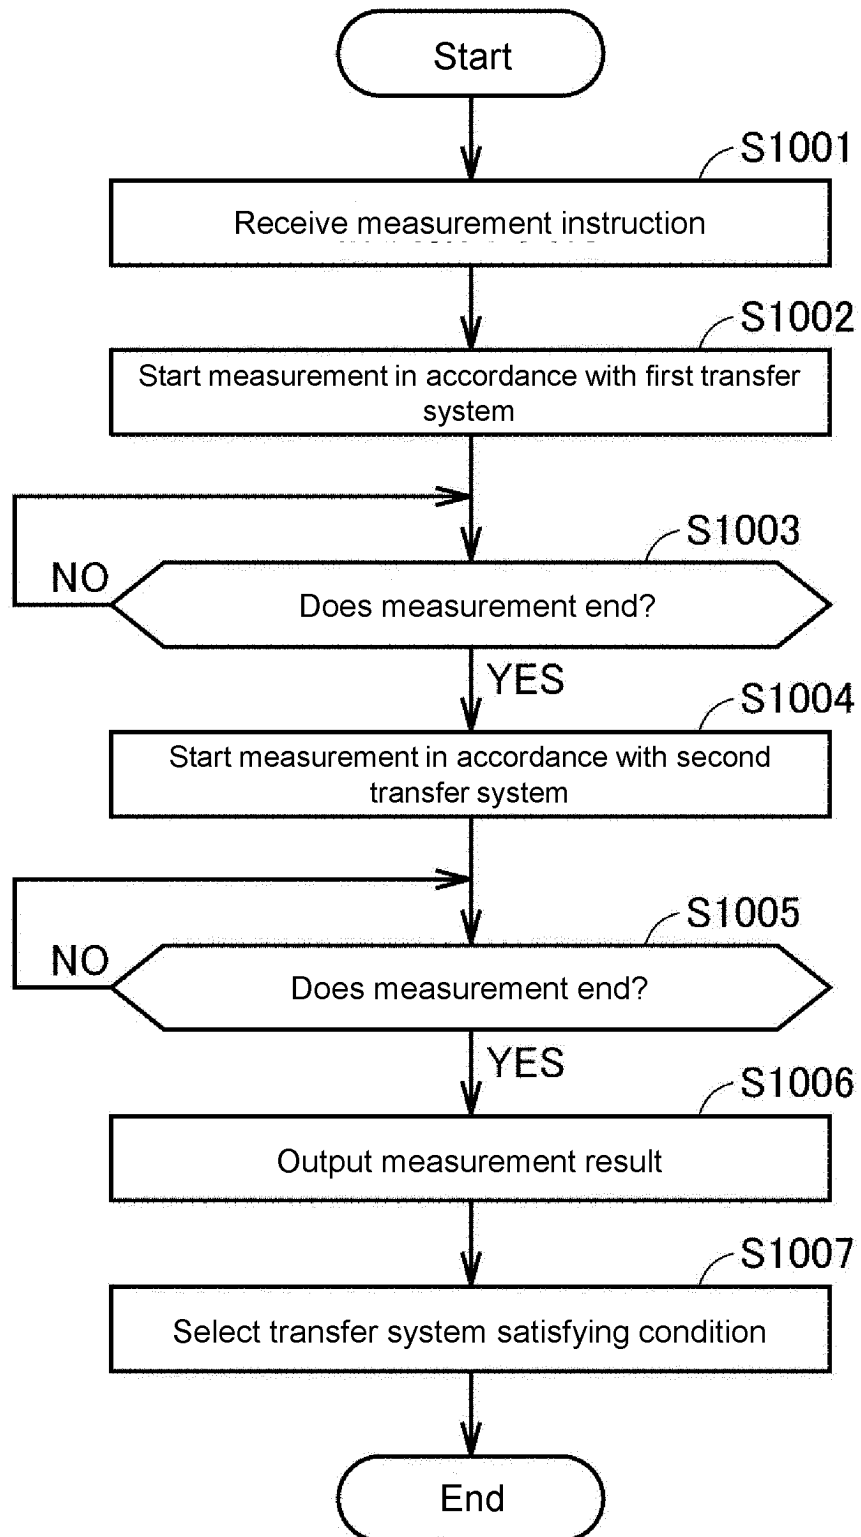 Start
S1001
Receive measurement instruction
S1002
Start measurement in accordance with first transfer
system
S1003
NO
Does measurement end?
YES
S1004
Start measurement in accordance with second
transfer system
S1005
NO
Does measurement end?
YES
S1006
Output measurement result
S1007
Select transfer system satisfying condition
End